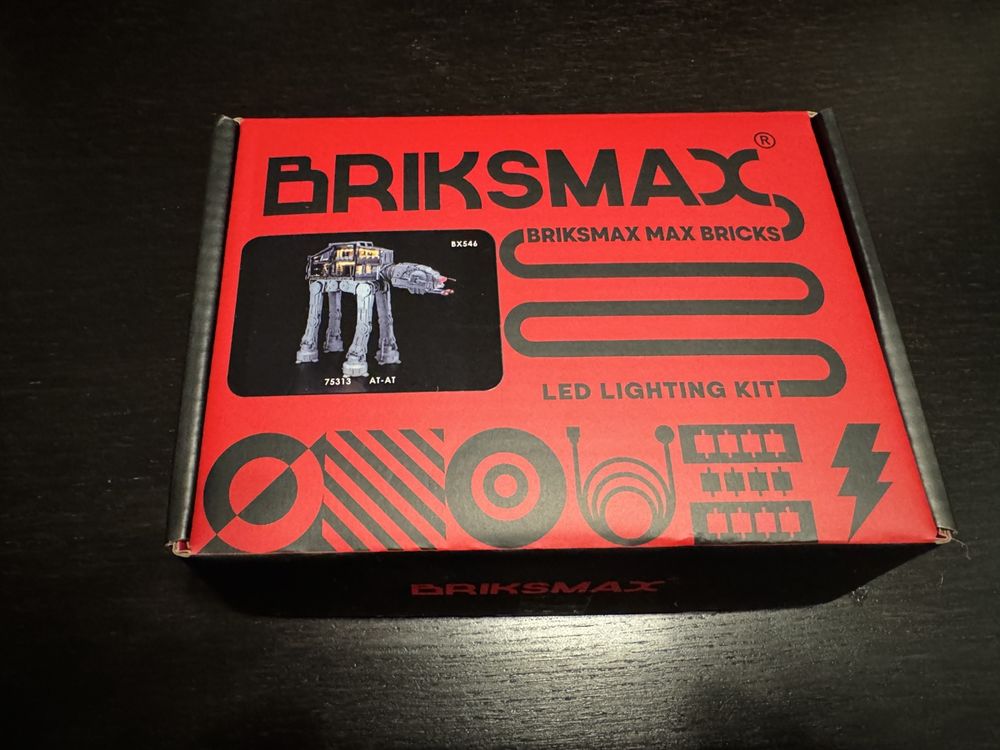 BRIKSMAX®
BRIKSMAX MAX BRICKS
BX546
75313 AT-AT
LED LIGHTING KIT
BRIKSMAX